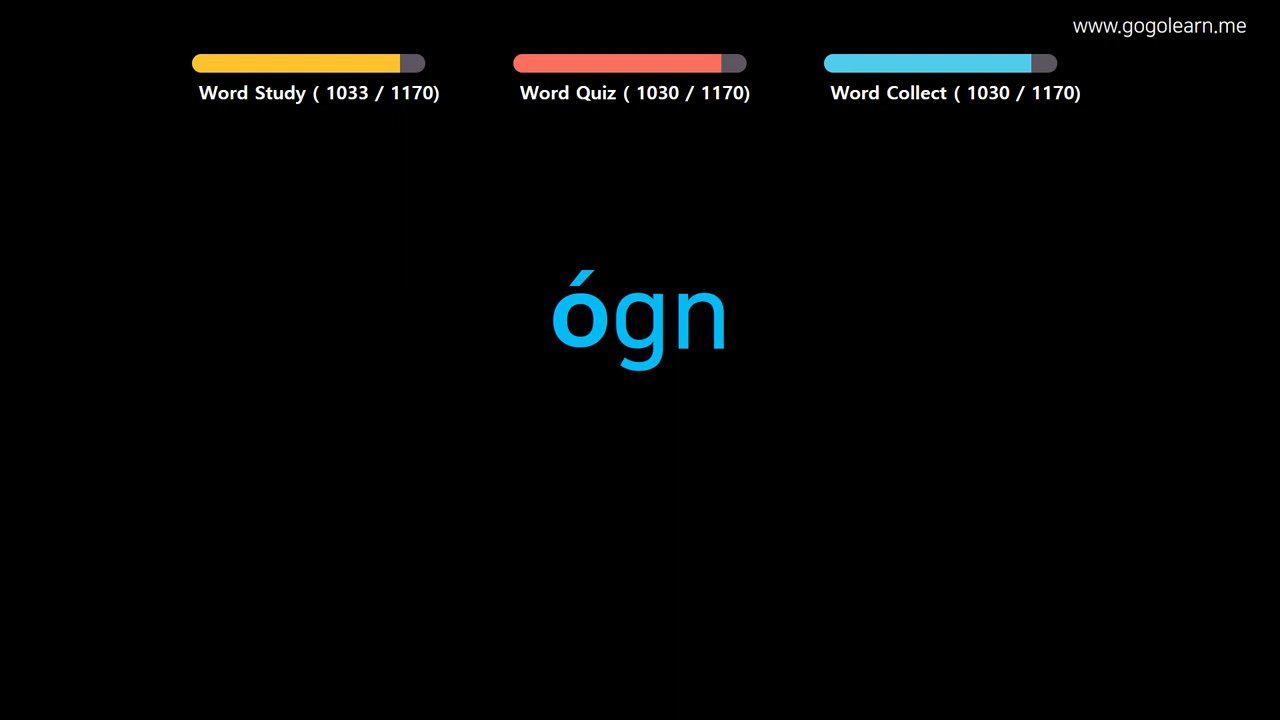 www.gogolearn.me
Word Study ( 1033 / 1170)
Word Quiz ( 1030 / 1170)
Word Collect ( 1030 / 1170)
ógn